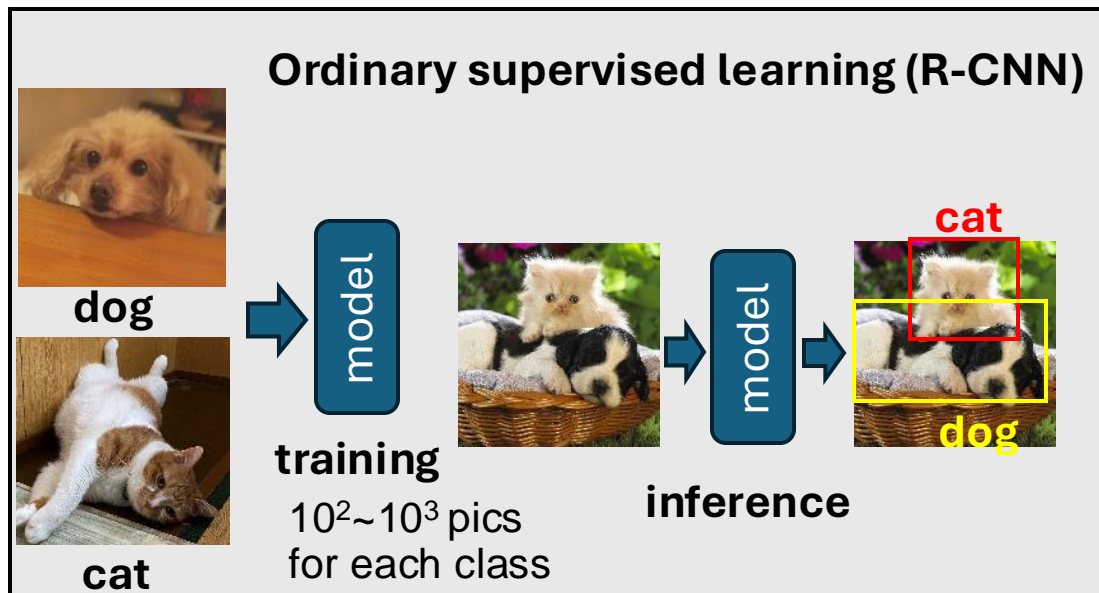 Ordinary supervised learning (R-CNN)
dog
cat
model
training
10²~10³ pics
for each class
model
inference
cat
dog